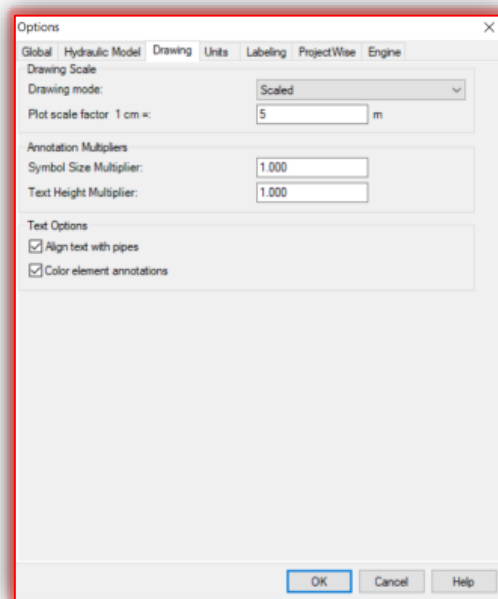 Options
Global Hydraulic Model Drawing Units Labeling ProjectWise Engine
Drawing Scale
Drawing mode: Scaled
Plot scale factor 1 cm =: 5 m
Annotation Multipliers
Symbol Size Multiplier: 1.000
Text Height Multiplier: 1.000
Text Options
Align text with pipes
Color element annotations
OK Cancel Help